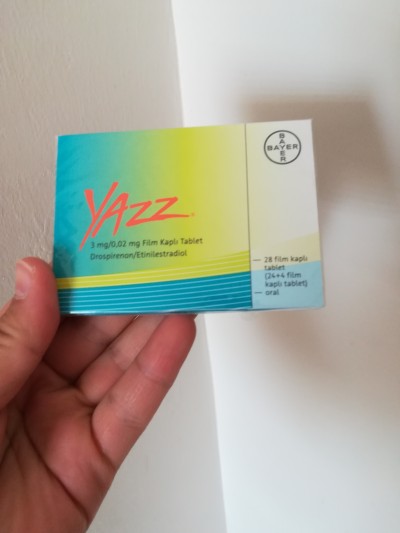 YAZZ®
3 mg/0,02 mg Film Kaplı Tablet
Drospirenon/Etinilestradiol
BAYER
BAYER
— 28 film kaplı
tablet
(24+4 film
kaplı tablet)
— oral